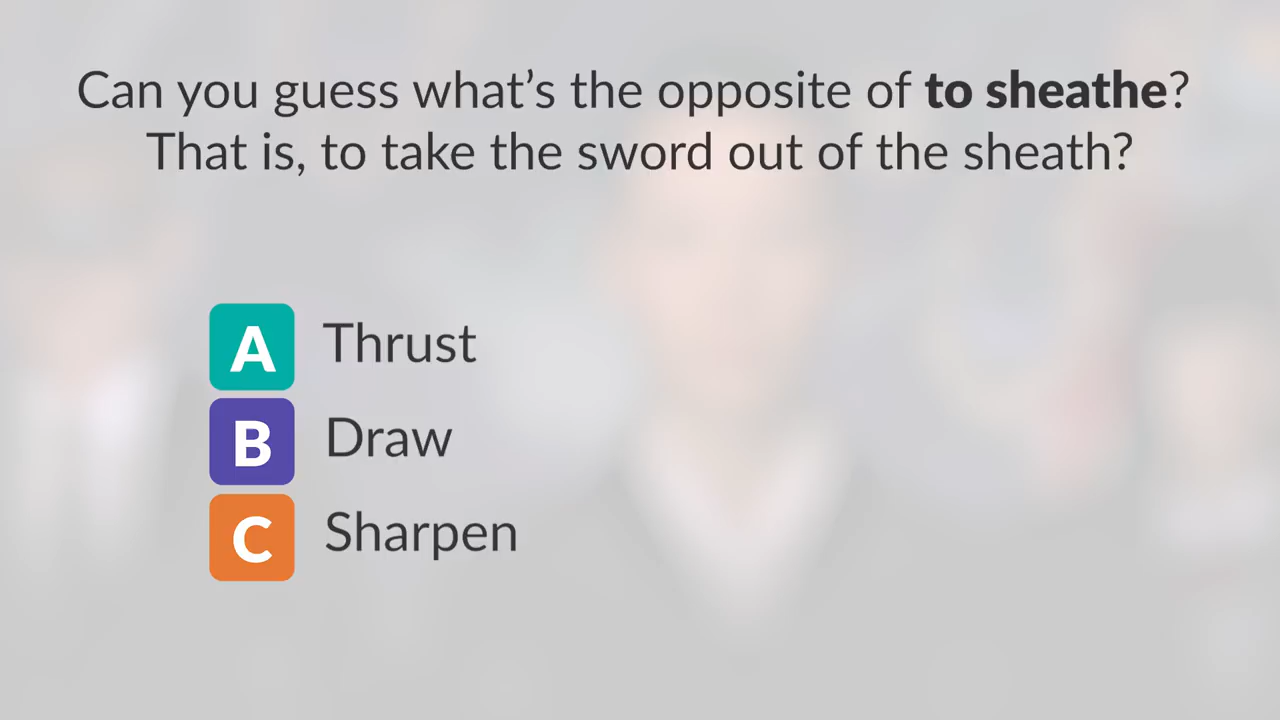 Can you guess what’s the opposite of to sheathe?
That is, to take the sword out of the sheath?
A Thrust
B Draw
C Sharpen